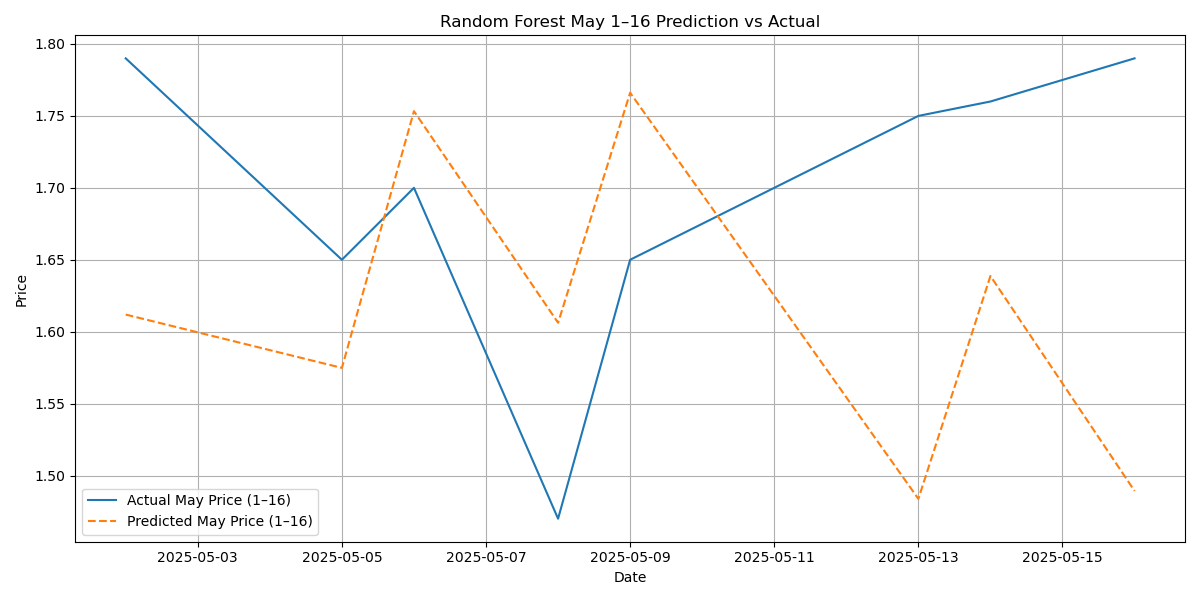 Random Forest May 1–16 Prediction vs Actual
1.80
1.75
1.70
1.65
1.60
1.55
1.50
Price
Actual May Price (1–16)
Predicted May Price (1–16)
2025-05-03
2025-05-05
2025-05-07
2025-05-09
2025-05-11
2025-05-13
2025-05-15
Date